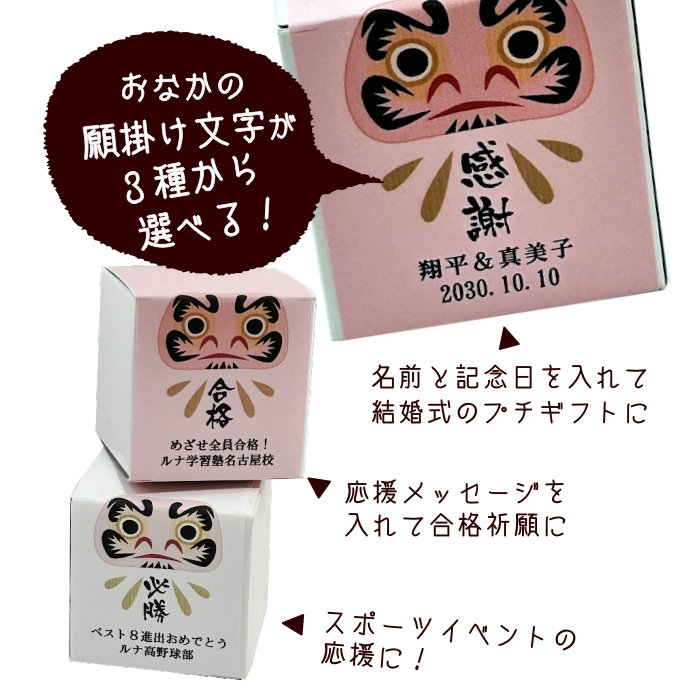 おなかの
願掛け文字が
3種から
選べる！
感謝
翔平＆真美子
2030.10.10
名前と記念日を入れて
結婚式のプチギフトに
合格
めざせ全員合格！
ルナ学習塾名古屋校
応援メッセージを
入れて合格祈願に
必勝
ベスト8進出おめでとう
ルナ高野球部
スポーツイベントの
応援に！